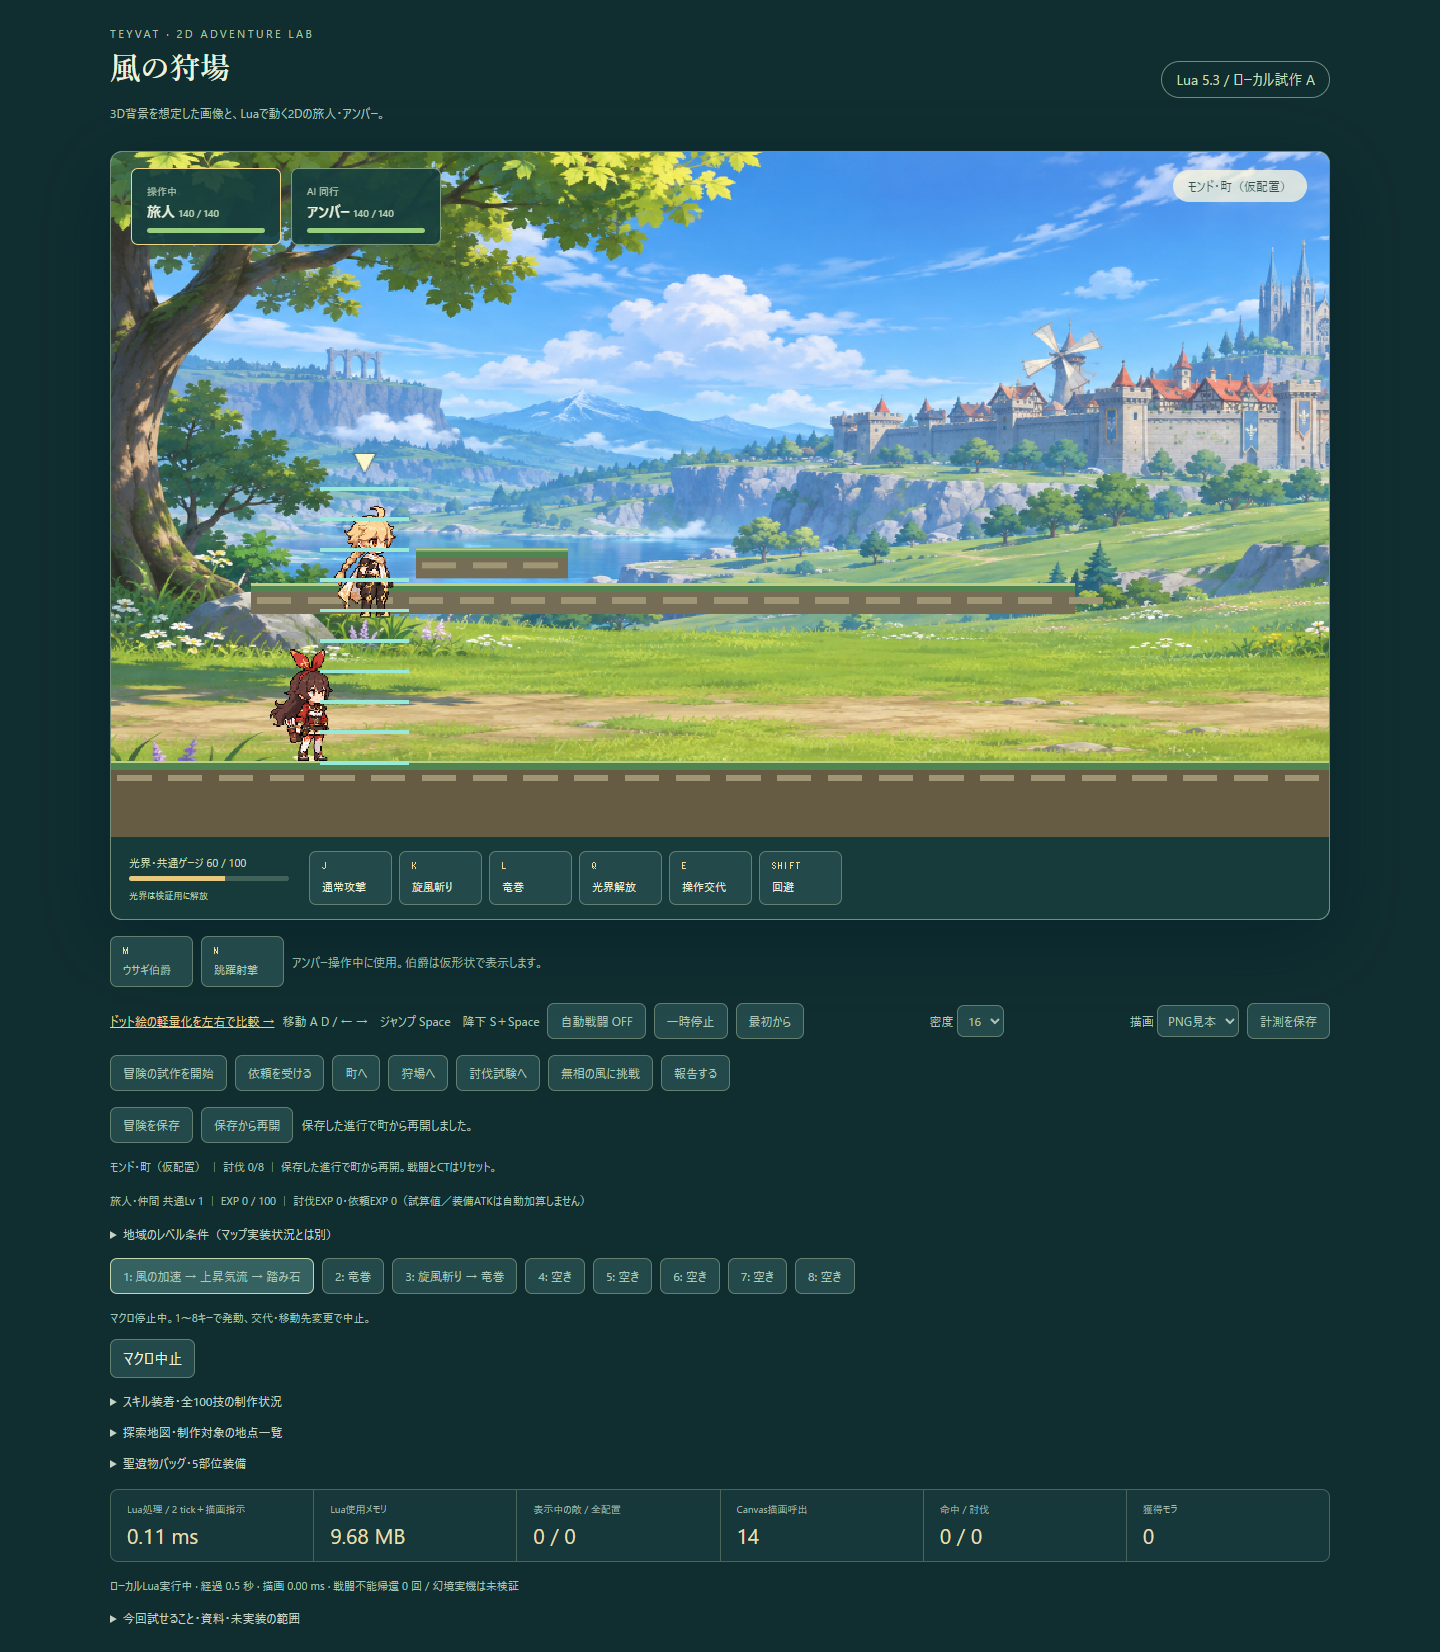 TEYVAT · 2D ADVENTURE LAB
風の狩場
Lua 5.3 / ローカル試作 A
3D背景を想定した画像と、Luaで動く2Dの旅人・アンバー。
操作中
旅人 140 / 140
AI 同行
アンバー 140 / 140
モンド・町（仮配置）
光界・共通ゲージ 60 / 100
光界は検証用に解放
J
通常攻撃
K
旋風斬り
L
竜巻
Q
光界解放
E
操作交代
SHIFT
回避
M
ウサギ伯爵
N
跳躍射撃
アンバー操作中に使用。伯爵は仮形状で表示します。
ドット絵の軽量化を左右で比較 →
移動 A D / ← →　ジャンプ Space　降下 S＋Space
自動戦闘 OFF
一時停止
最初から
密度 16
描画 PNG見本
計測を保存
冒険の試作を開始
依頼を受ける
町へ
狩場へ
討伐試験へ
無相の風に挑戦
報告する
冒険を保存
保存から再開
保存した進行で町から再開しました。
モンド・町（仮配置） ｜ 討伐 0/8 ｜ 保存した進行で町から再開。戦闘とCTはリセット。
旅人・仲間 共通Lv 1 ｜ EXP 0 / 100 ｜ 討伐EXP 0・依頼EXP 0（試算値／装備ATKは自動加算しません）
▶ 地域のレベル条件（マップ実装状況とは別）
1: 風の加速 → 上昇気流 → 踏み石
2: 竜巻
3: 旋風斬り → 竜巻
4: 空き
5: 空き
6: 空き
7: 空き
8: 空き
マクロ停止中。1～8キーで発動、交代・移動先変更で中止。
マクロ中止
▶ スキル装着・全100技の制作状況
▶ 探索地図・制作対象の地点一覧
▶ 聖遺物バッグ・5部位装備
Lua処理 / 2 tick＋描画指示
0.11 ms
Lua使用メモリ
9.68 MB
表示中の敵 / 全配置
0 / 0
Canvas描画呼出
14
命中 / 討伐
0 / 0
獲得モラ
0
ローカルLua実行中 · 経過 0.5 秒 · 描画 0.00 ms · 戦闘不能帰還 0 回 / 幻境実機は未検証
▶ 今回試せること・資料・未実装の範囲